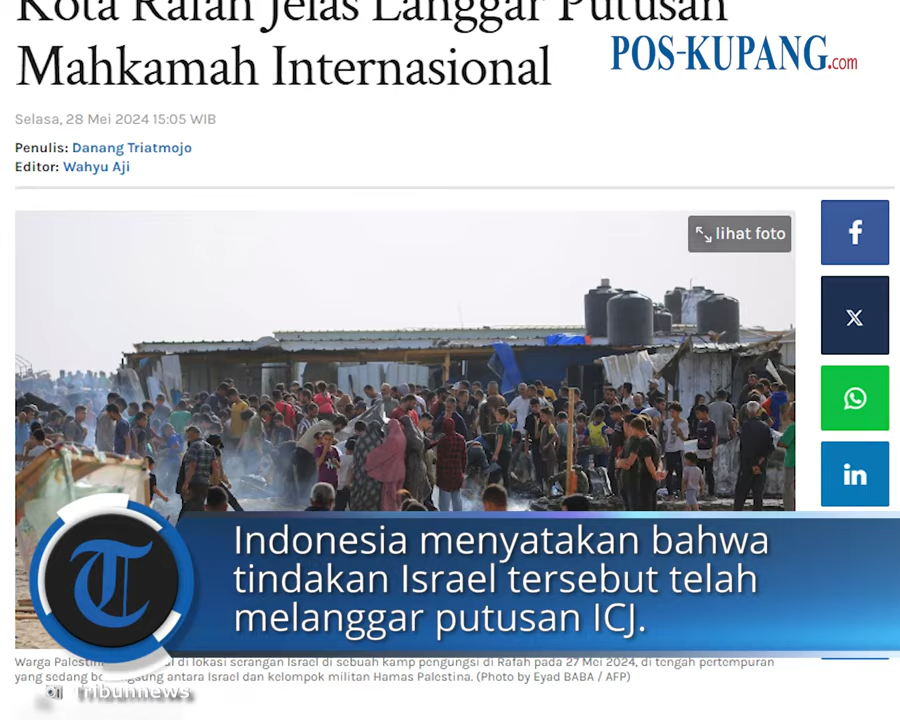 Kota Rafah Jelas Langgar Putusan
Mahkamah Internasional
POS-KUPANG.com
Selasa, 28 Mei 2024 15:05 WIB
Penulis: Danang Triatmojo
Editor: Wahyu Aji
lihat foto
f
X
in
T
Indonesia menyatakan bahwa
tindakan Israel tersebut telah
melanggar putusan ICJ.
Warga di lokasi serangan Israel di sebuah kamp pengungsi di Rafah pada 27 Mei 2024, di tengah pertempuran
yang sedang antara Israel dan kelompok militan Hamas Palestina. (Photo by Eyad BABA / AFP)
Tribunnews